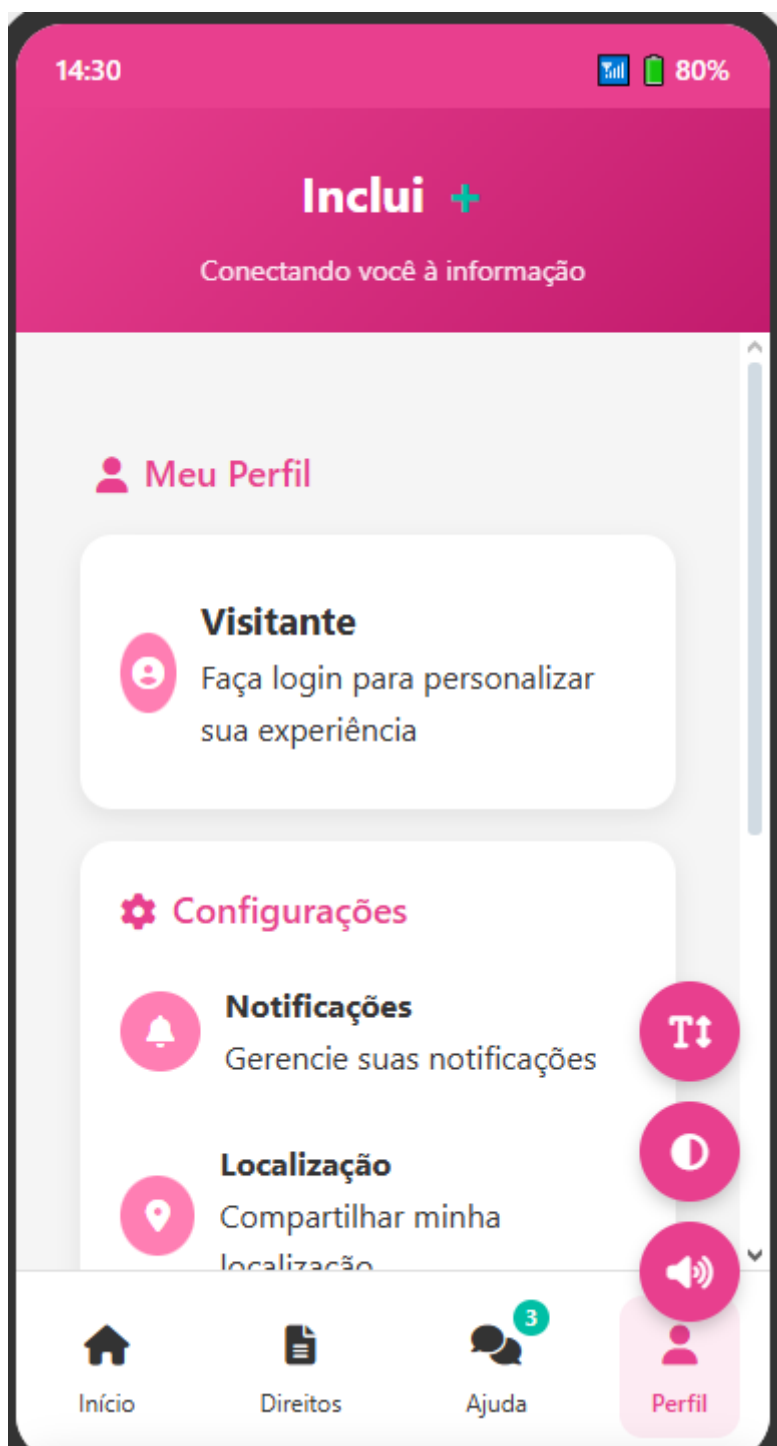 14:30 80%
Inclui +
Conectando você à informação
Meu Perfil
Visitante
Faça login para personalizar
sua experiência
Configurações
Notificações
Gerencie suas notificações
T
Localização
Compartilhar minha
localização
3
Início Direitos Ajuda Perfil